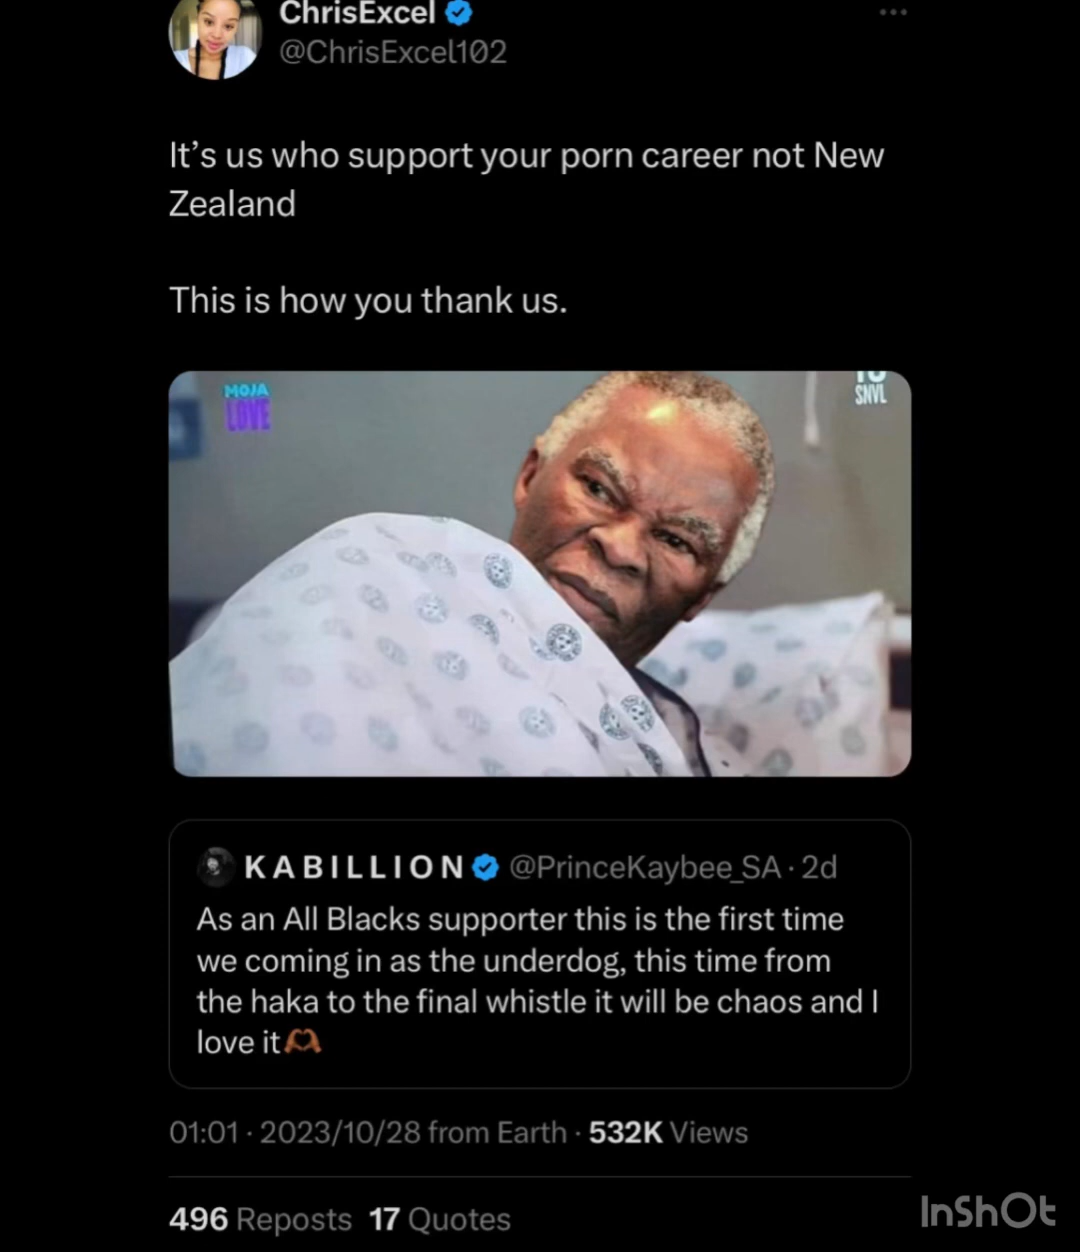 ChrisExcel
@ChrisExcel102
It's us who support your porn career not New
Zealand
This is how you thank us.
MOJA
LOVE
SNVL
KABILLION @PrinceKaybee_SA · 2d
As an All Blacks supporter this is the first time
we coming in as the underdog, this time from
the haka to the final whistle it will be chaos and I
love it🫶🏾
01:01 · 2023/10/28 from Earth · 532K Views
496 Reposts 17 Quotes
InShOt